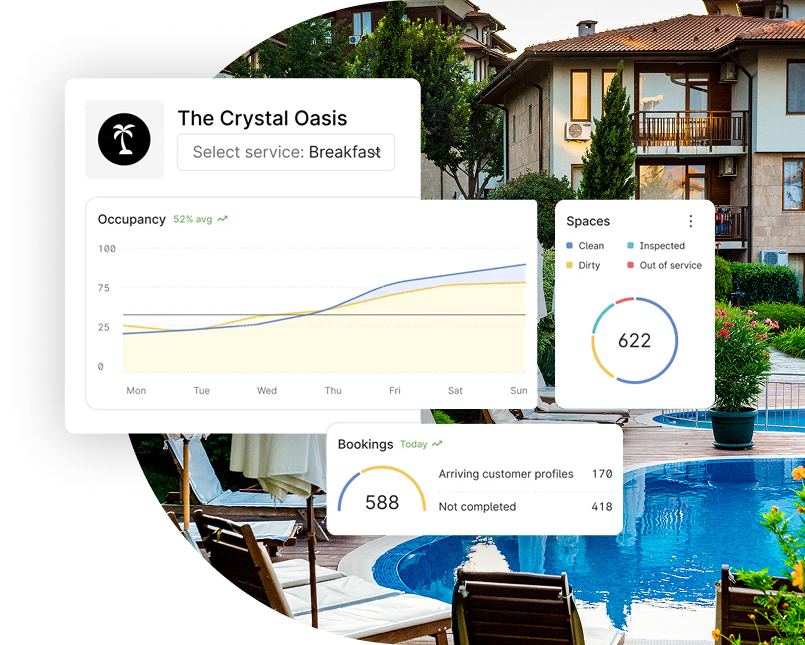 The Crystal Oasis
Select service: Breakfast
Occupancy 52% avg
100
75
25
0
Mon Tue Wed Thu Fri Sat Sun
Spaces
Clean Inspected
Dirty Out of service
622
Bookings Today
588
Arriving customer profiles 170
Not completed 418